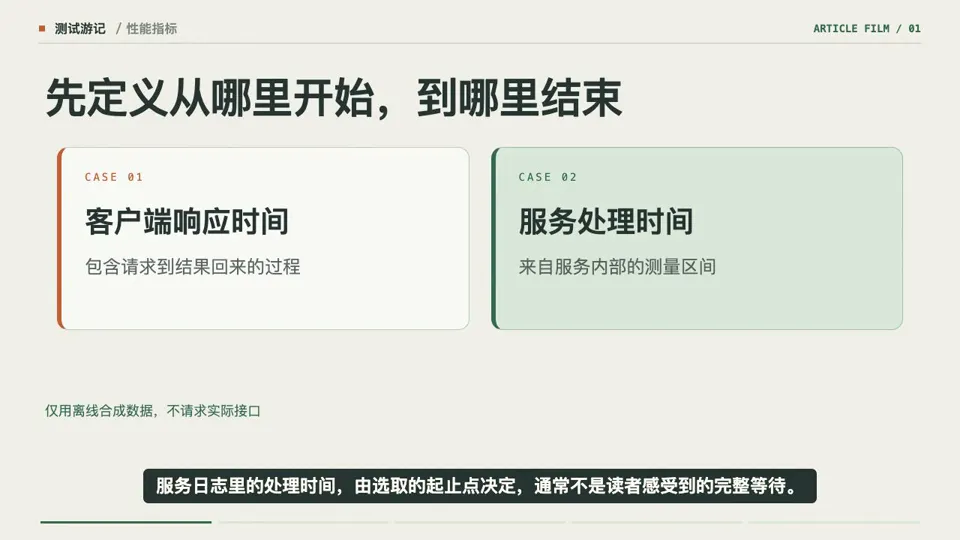 测试游记 / 性能指标
ARTICLE FILM / 01
先定义从哪里开始，到哪里结束
CASE 01
客户端响应时间
包含请求到结果回来的过程
CASE 02
服务处理时间
来自服务内部的测量区间
仅用离线合成数据，不请求实际接口
服务日志里的处理时间，由选取的起止点决定，通常不是读者感受到的完整等待。